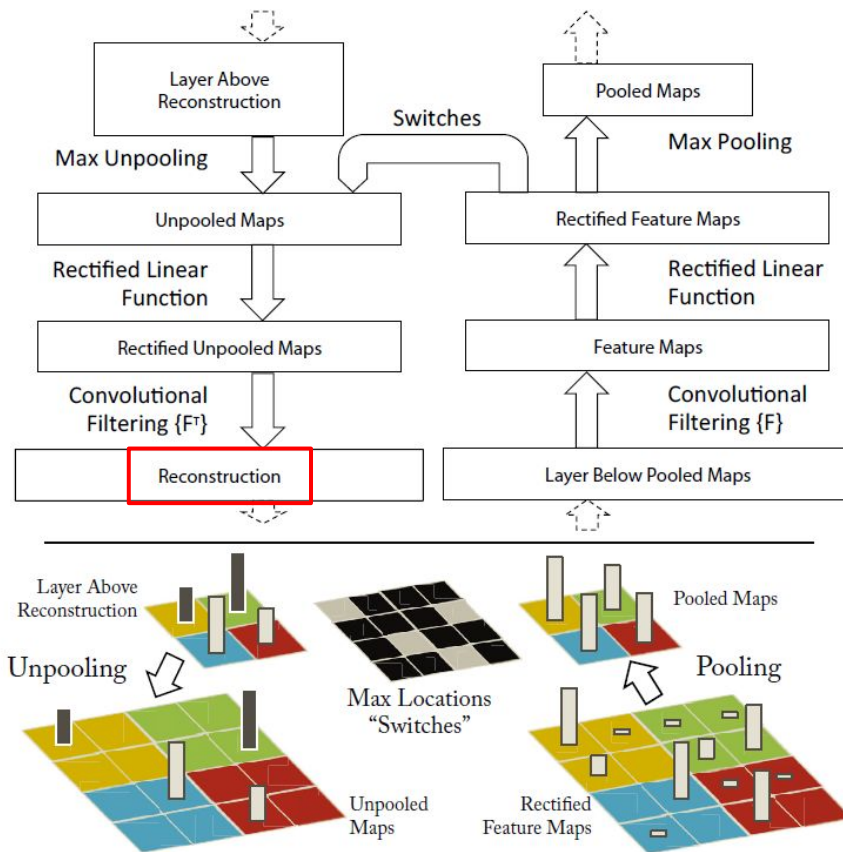 Layer Above
Reconstruction
Pooled Maps
Switches
Max Unpooling
Max Pooling
Unpooled Maps
Rectified Feature Maps
Rectified Linear
Function
Rectified Linear
Function
Rectified Unpooled Maps
Feature Maps
Convolutional
Filtering {Fᵀ}
Convolutional
Filtering {F}
Reconstruction
Layer Below Pooled Maps
Layer Above
Reconstruction
Pooled Maps
Unpooling
Pooling
Max Locations
“Switches”
Unpooled
Maps
Rectified
Feature Maps